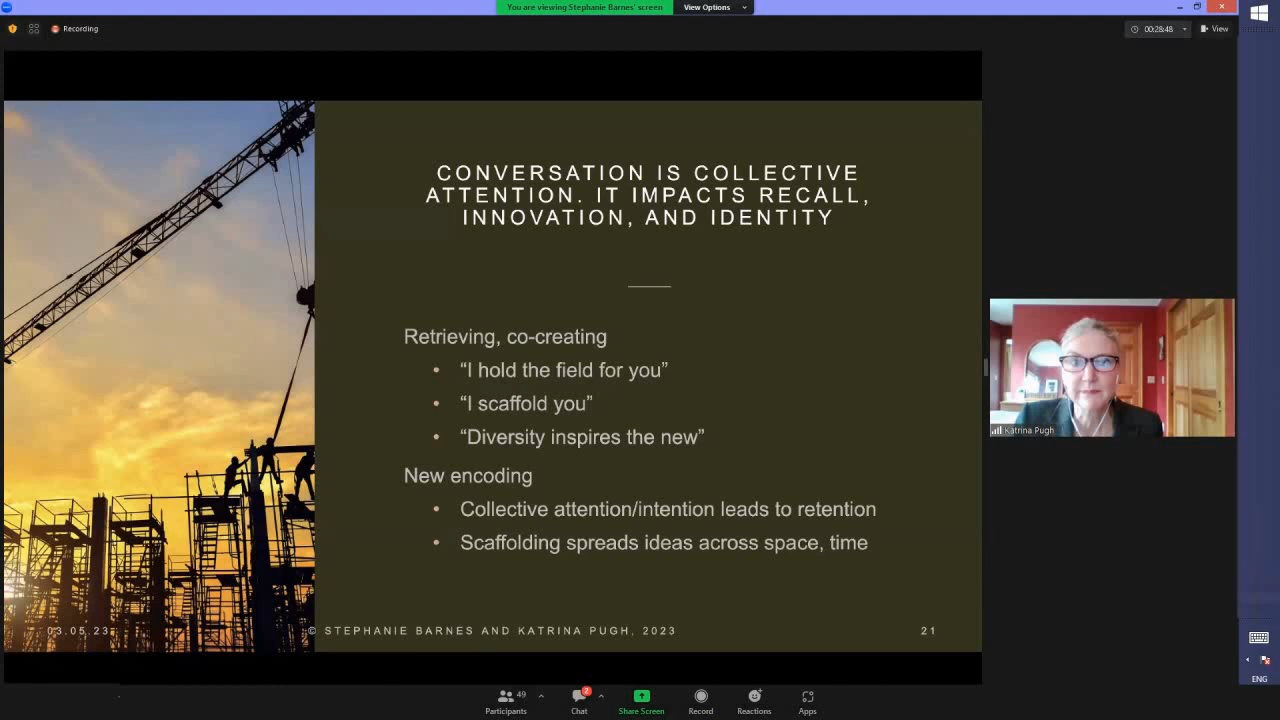 You are viewing Stephanie Barnes' screen
View Options
Recording
00:28:48
View
CONVERSATION IS COLLECTIVE
ATTENTION. IT IMPACTS RECALL,
INNOVATION, AND IDENTITY
Retrieving, co-creating
• “I hold the field for you”
• “I scaffold you”
• “Diversity inspires the new”
New encoding
• Collective attention/intention leads to retention
• Scaffolding spreads ideas across space, time
03.05.23
© STEPHANIE BARNES AND KATRINA PUGH, 2023
21
Katrina Pugh
49
Participants
2
Chat
Share Screen
Record
Reactions
Apps
ENG